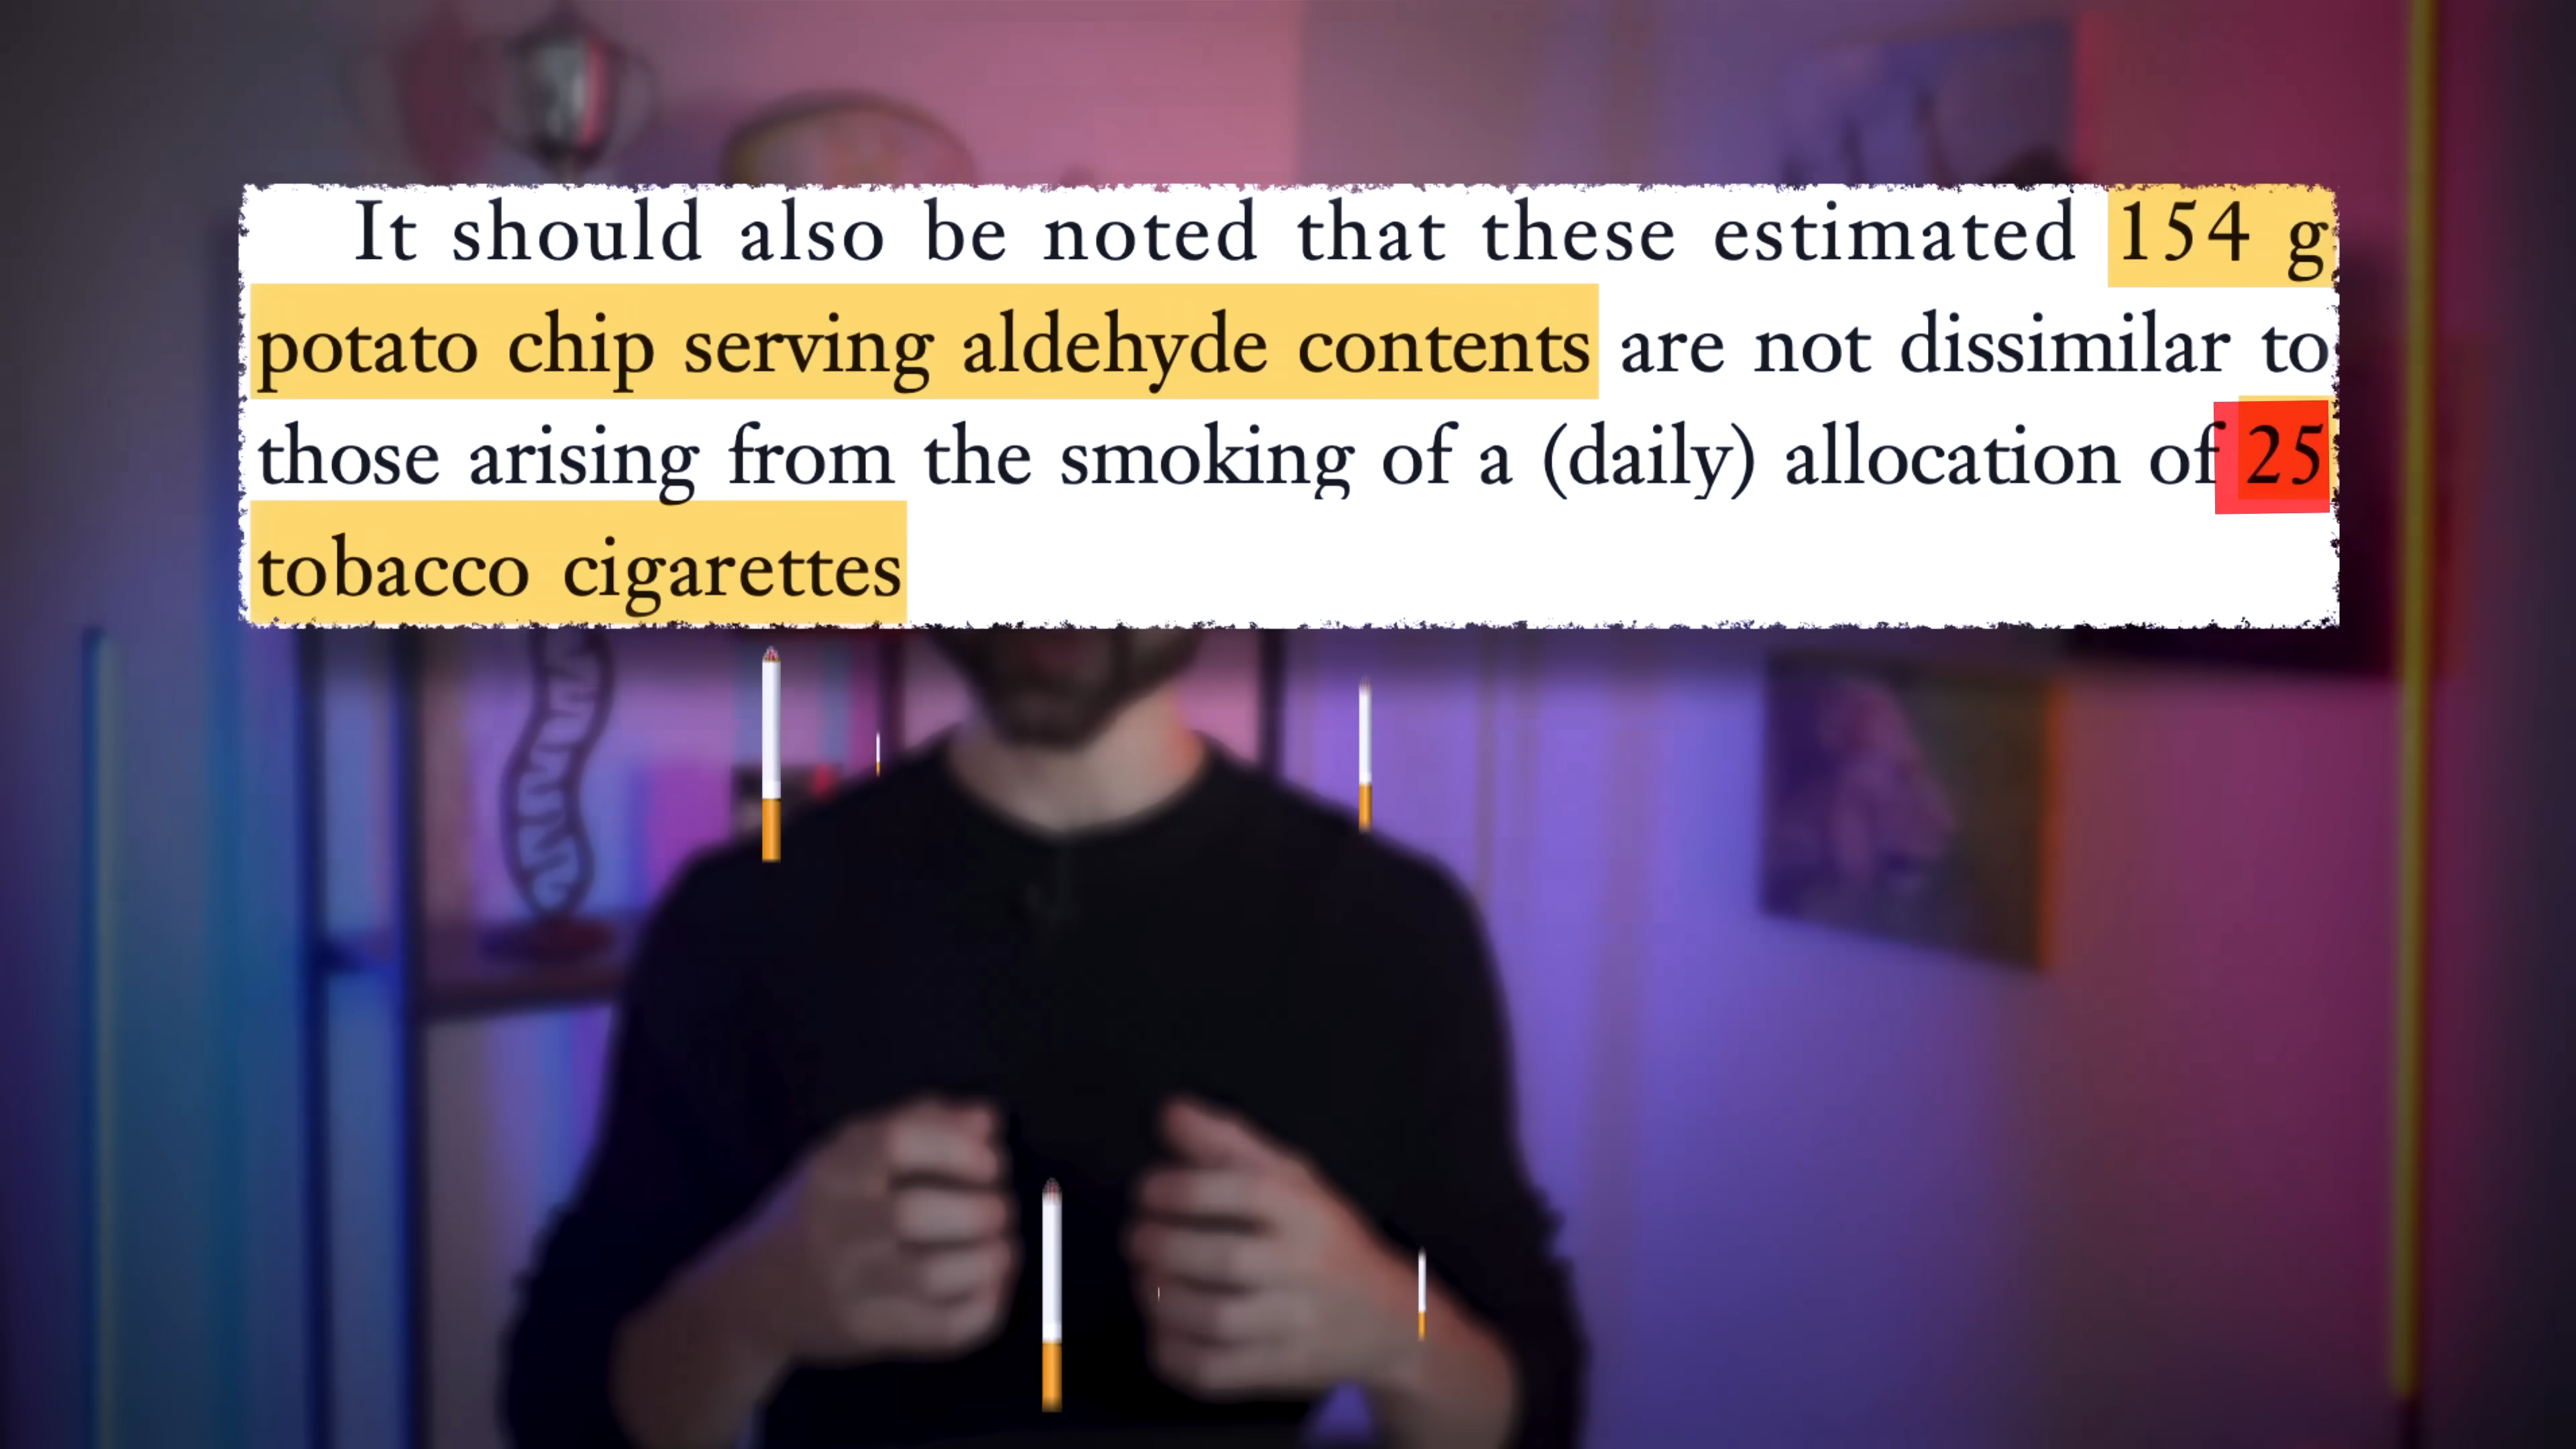 It should also be noted that these estimated 154 g
potato chip serving aldehyde contents are not dissimilar to
those arising from the smoking of a (daily) allocation of 25
tobacco cigarettes